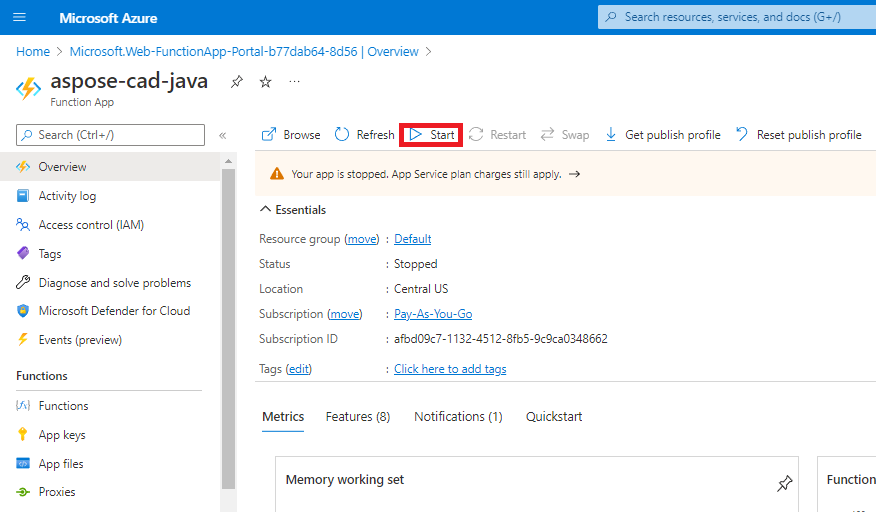 Microsoft Azure
Search resources, services, and docs (G+/)
Home > Microsoft.Web-FunctionApp-Portal-b77dab64-8d56 | Overview >
aspose-cad-java
Function App
Search (Ctrl+/)
«
Browse
Refresh
Start
Restart
Swap
Get publish profile
Reset publish profile
Overview
Activity log
Access control (IAM)
Tags
Diagnose and solve problems
Microsoft Defender for Cloud
Events (preview)
Functions
Functions
App keys
App files
Proxies
Your app is stopped. App Service plan charges still apply. →
Essentials
Resource group (move) : Default
Status : Stopped
Location : Central US
Subscription (move) : Pay-As-You-Go
Subscription ID : afbd09c7-1132-4512-8fb5-9c9ca0348662
Tags (edit) : Click here to add tags
Metrics
Features (8)
Notifications (1)
Quickstart
Memory working set
Function